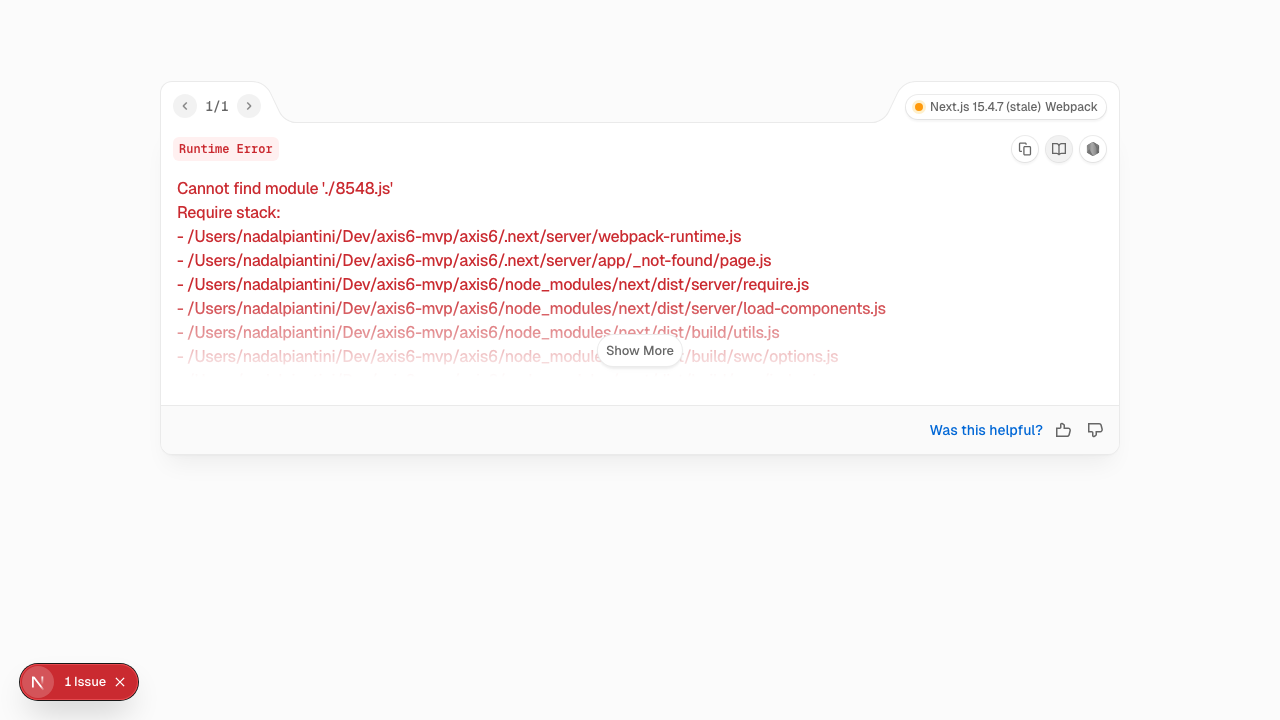 1/1
Next.js 15.4.7 (stale) Webpack
Runtime Error
Cannot find module './8548.js'
Require stack:
- /Users/nadalpiantini/Dev/axis6-mvp/axis6/.next/server/webpack-runtime.js
- /Users/nadalpiantini/Dev/axis6-mvp/axis6/.next/server/app/_not-found/page.js
- /Users/nadalpiantini/Dev/axis6-mvp/axis6/node_modules/next/dist/server/require.js
- /Users/nadalpiantini/Dev/axis6-mvp/axis6/node_modules/next/dist/server/load-components.js
- /Users/nadalpiantini/Dev/axis6-mvp/axis6/node_modules/next/dist/build/utils.js
- /Users/nadalpiantini/Dev/axis6-mvp/axis6/node_module /build/swc/options.js
Show More
Was this helpful?
1 Issue